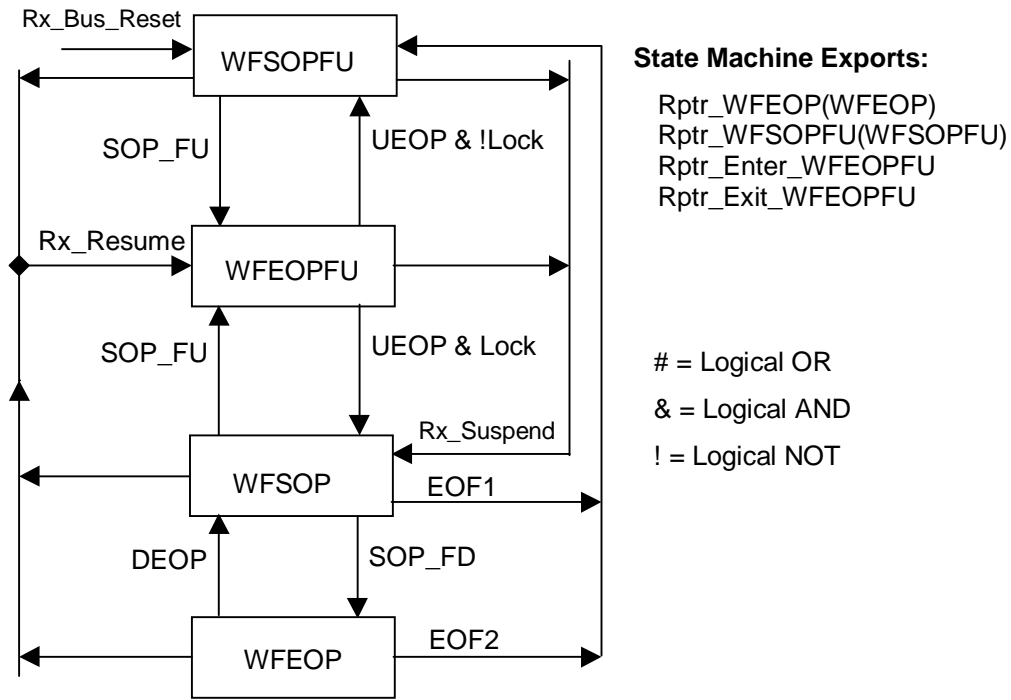 Rx_Bus_Reset
WFSOPFU
State Machine Exports:
Rptr_WFEOP(WFEOP)
Rptr_WFSOPFU(WFSOPFU)
Rptr_Enter_WFEOPFU
Rptr_Exit_WFEOPFU
SOP_FU
UEOP & !Lock
Rx_Resume
WFEOPFU
SOP_FU
UEOP & Lock
# = Logical OR
& = Logical AND
! = Logical NOT
Rx_Suspend
WFSOP
EOF1
DEOP
SOP_FD
WFEOP
EOF2